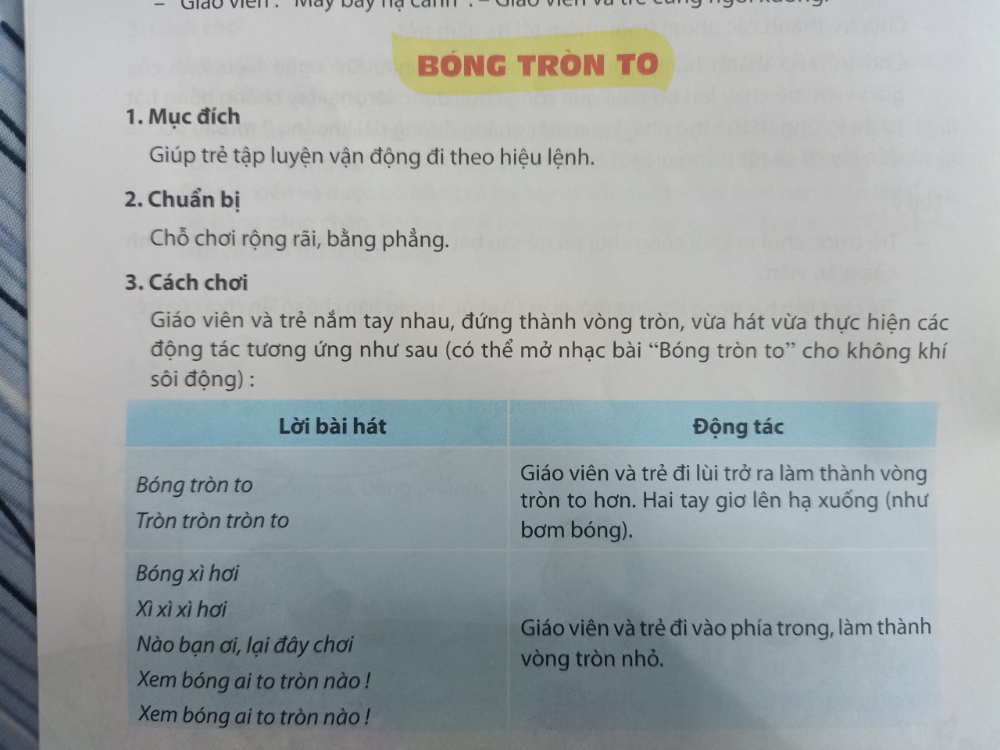 – Giáo viên : "Máy bay hạ cánh". – Giáo viên và trẻ cùng ngồi xuống.
BÓNG TRÒN TO
1. Mục đích
Giúp trẻ tập luyện vận động đi theo hiệu lệnh.
2. Chuẩn bị
Chỗ chơi rộng rãi, bằng phẳng.
3. Cách chơi
Giáo viên và trẻ nắm tay nhau, đứng thành vòng tròn, vừa hát vừa thực hiện các
động tác tương ứng như sau (có thể mở nhạc bài “Bóng tròn to” cho không khí
sôi động) :
Lời bài hát
Động tác
Bóng tròn to
Tròn tròn tròn to
Giáo viên và trẻ đi lùi trở ra làm thành vòng
tròn to hơn. Hai tay giơ lên hạ xuống (như
bơm bóng).
Bóng xì hơi
Xì xì xì hơi
Nào bạn ơi, lại đây chơi
Xem bóng ai to tròn nào !
Xem bóng ai to tròn nào !
Giáo viên và trẻ đi vào phía trong, làm thành
vòng tròn nhỏ.